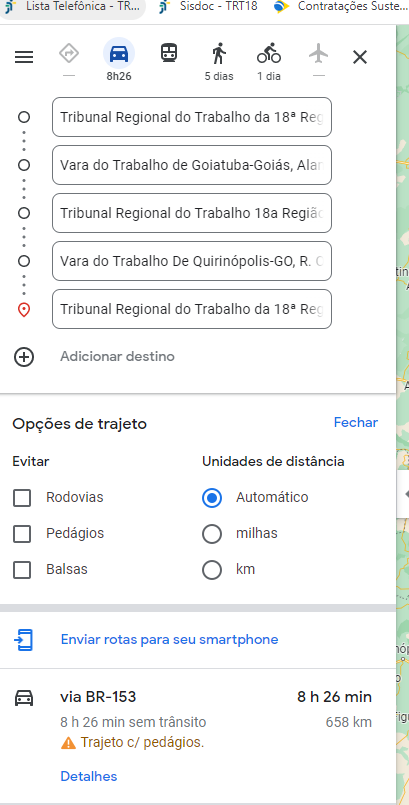 Lista Telefônica - TR...
Sisdoc - TRT18
Contratações Suste...
8h26
5 dias
1 dia
Tribunal Regional do Trabalho da 18ª Reg
Vara do Trabalho de Goiatuba-Goiás, Alar
Tribunal Regional do Trabalho 18a Região
Vara do Trabalho De Quirinópolis-GO, R. C
Tribunal Regional do Trabalho da 18ª Reg
Adicionar destino
Opções de trajeto
Fechar
Evitar
Unidades de distância
Rodovias
Automático
Pedágios
milhas
Balsas
km
Enviar rotas para seu smartphone
via BR-153
8 h 26 min
8 h 26 min sem trânsito
658 km
Trajeto c/ pedágios.
Detalhes